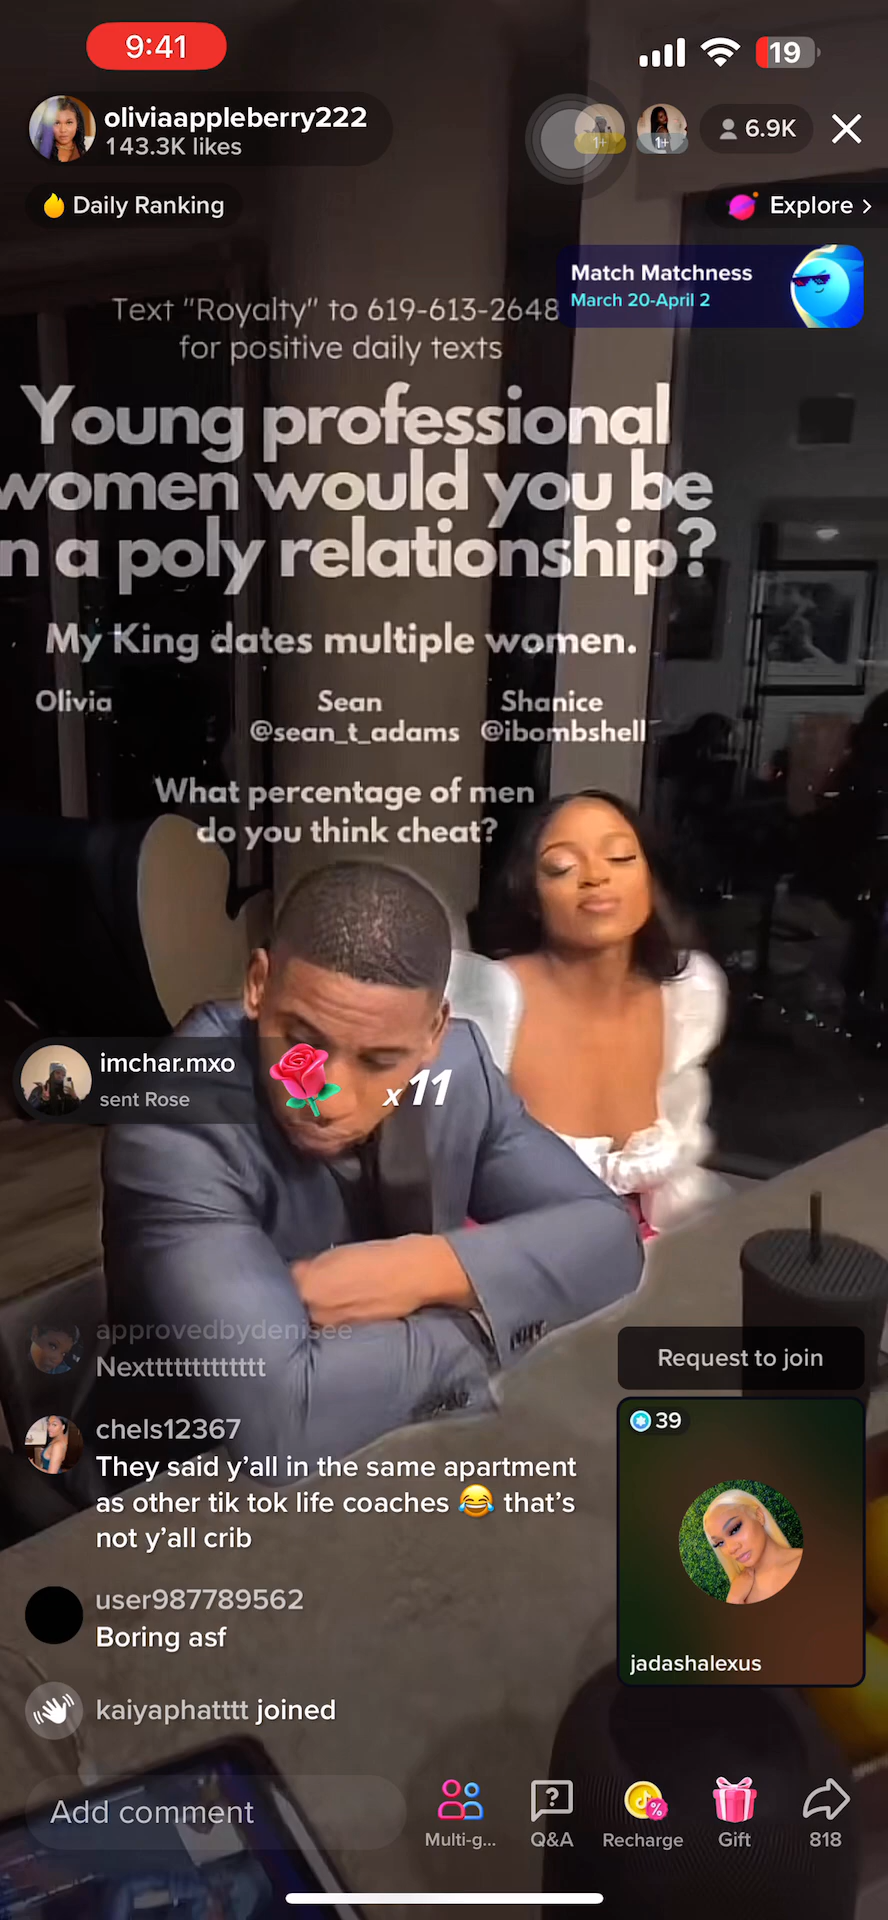 9:41
19
oliviaappleberry222
143.3K likes
1+
1+
6.9K
Daily Ranking
Explore >
Match Matchness
March 20-April 2
Text "Royalty" to 619-613-2648
for positive daily texts
Young professional
women would you be
n a poly relationship?
My King dates multiple women.
Olivia Sean Shanice
@sean_t_adams @ibombshell
What percentage of men
do you think cheat?
imchar.mxo
sent Rose
x11
approvedbydenisee
Nexttttttttttttt
Request to join
39
chels12367
They said y'all in the same apartment
as other tik tok life coaches 😂 that's
not y'all crib
user987789562
Boring asf
jadashalexus
kaiyaphatttt joined
Add comment
Multi-g...
Q&A
Recharge
Gift
818